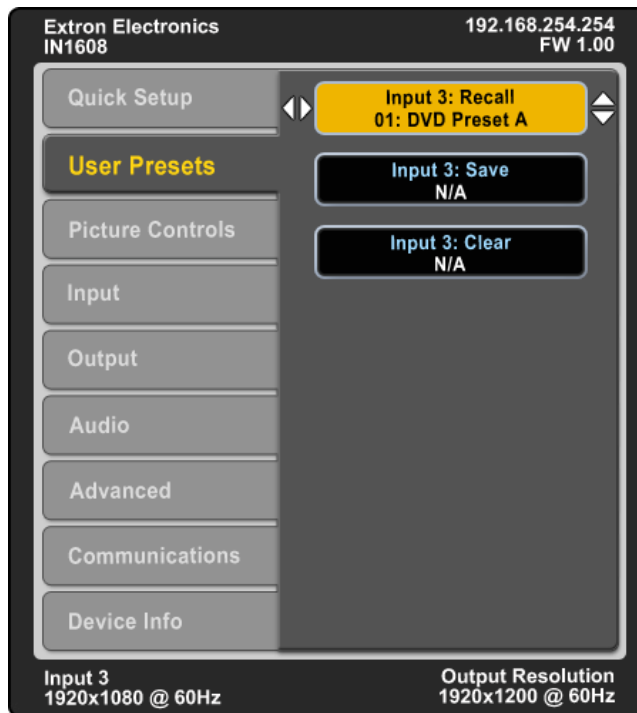 Extron Electronics
IN1608
192.168.254.254
FW 1.00
Quick Setup
User Presets
Picture Controls
Input
Output
Audio
Advanced
Communications
Device Info
Input 3: Recall
01: DVD Preset A
Input 3: Save
N/A
Input 3: Clear
N/A
Input 3
1920x1080 @ 60Hz
Output Resolution
1920x1200 @ 60Hz